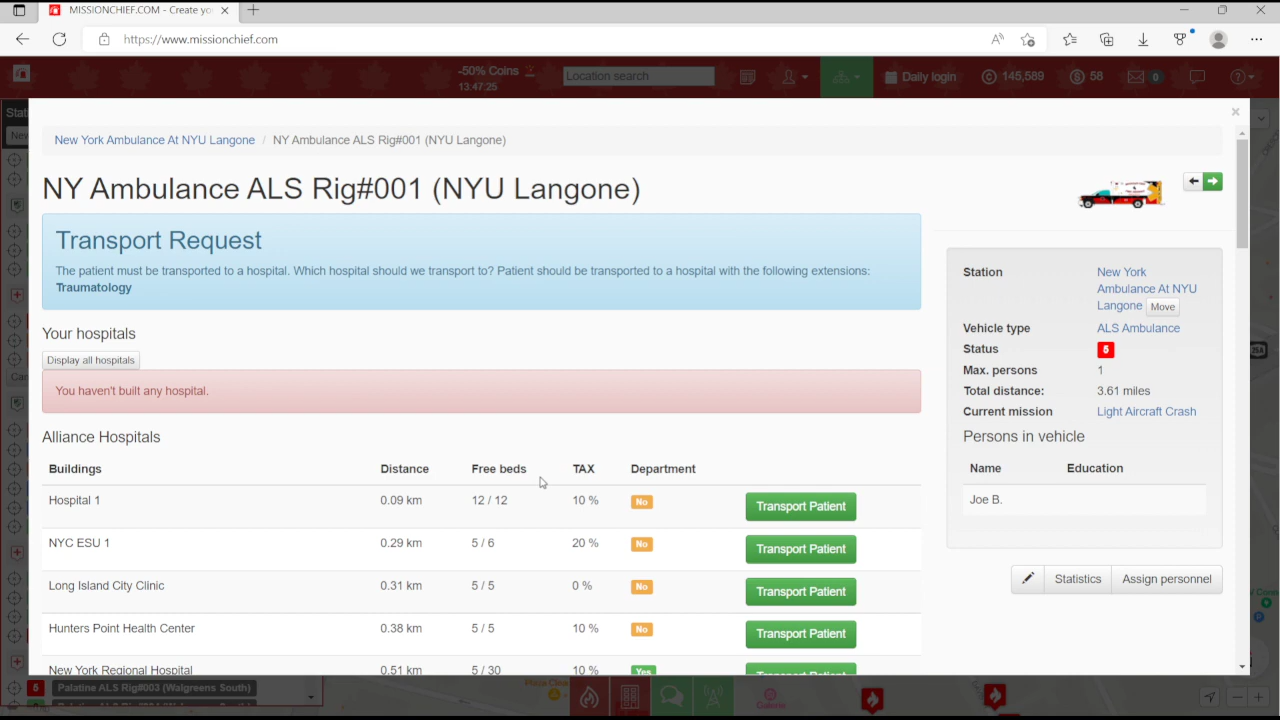 MISSIONCHIEF.COM - Create yo
https://www.missionchief.com
-50% Coins
13:47:25
Location search
Daily login
145,589
58
0
New York Ambulance At NYU Langone / NY Ambulance ALS Rig#001 (NYU Langone)
NY Ambulance ALS Rig#001 (NYU Langone)
Transport Request
The patient must be transported to a hospital. Which hospital should we transport to? Patient should be transported to a hospital with the following extensions:
Traumatology
Your hospitals
Display all hospitals
You haven't built any hospital.
Alliance Hospitals
Buildings Distance Free beds TAX Department
Hospital 1 0.09 km 12 / 12 10 % No Transport Patient
NYC ESU 1 0.29 km 5 / 6 20 % No Transport Patient
Long Island City Clinic 0.31 km 5 / 5 0 % No Transport Patient
Hunters Point Health Center 0.38 km 5 / 5 10 % No Transport Patient
New York Regional Hospital 0.51 km 5 / 30 10 % Yes Transport Patient
Station New York
Ambulance At NYU
Langone Move
Vehicle type ALS Ambulance
Status 5
Max. persons 1
Total distance: 3.61 miles
Current mission Light Aircraft Crash
Persons in vehicle
Name Education
Joe B.
Statistics Assign personnel
5 Palatine ALS Rig#003 (Walgreens South)